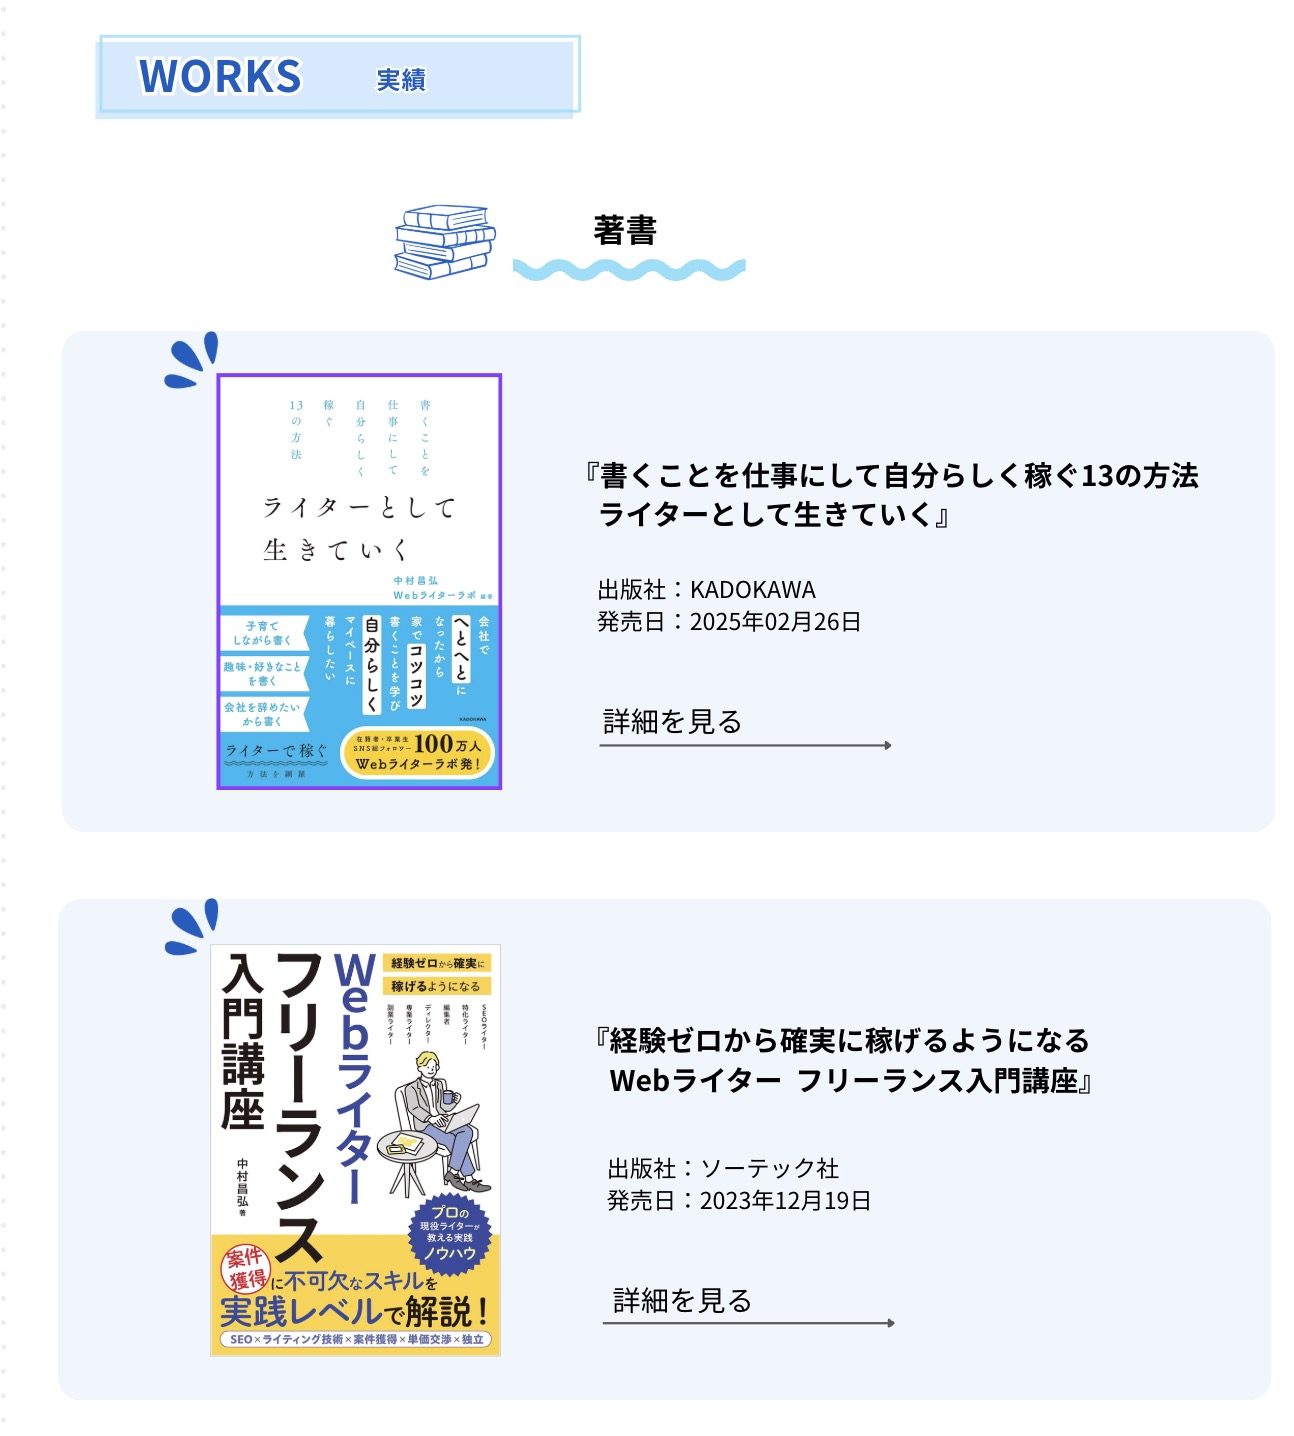 WORKS
実績
著書
書くことを
仕事にして
自分らしく
稼ぐ
13の方法
ライターとして
生きていく
中村昌弘
Webライターラボ 編著
会社で
へとへとに
なったから
家でコツコツ
書くことを学び
自分らしく
マイペースに
暮らしたい
子育て
しながら書く
趣味・好きなこと
を書く
会社を辞めたい
から書く
ライターで稼ぐ
方法を網羅
KADOKAWA
在籍者・卒業生
SNS総フォロワー100万人
Webライターラボ発!
『書くことを仕事にして自分らしく稼ぐ13の方法
ライターとして生きていく』
出版社：KADOKAWA
発売日：2025年02月26日
詳細を見る
経験ゼロから確実に
稼げるようになる
Webライター
フリーランス
入門講座
SEOライター
特化ライター
編集者
ディレクター
専業ライター
副業ライター
中村昌弘 著
プロの
現役ライターが
教える実践
ノウハウ
案件
獲得に不可欠なスキルを
実践レベルで解説!
SEO×ライティング技術×案件獲得×単価交渉×独立
『経験ゼロから確実に稼げるようになる
Webライター フリーランス入門講座』
出版社：ソーテック社
発売日：2023年12月19日
詳細を見る